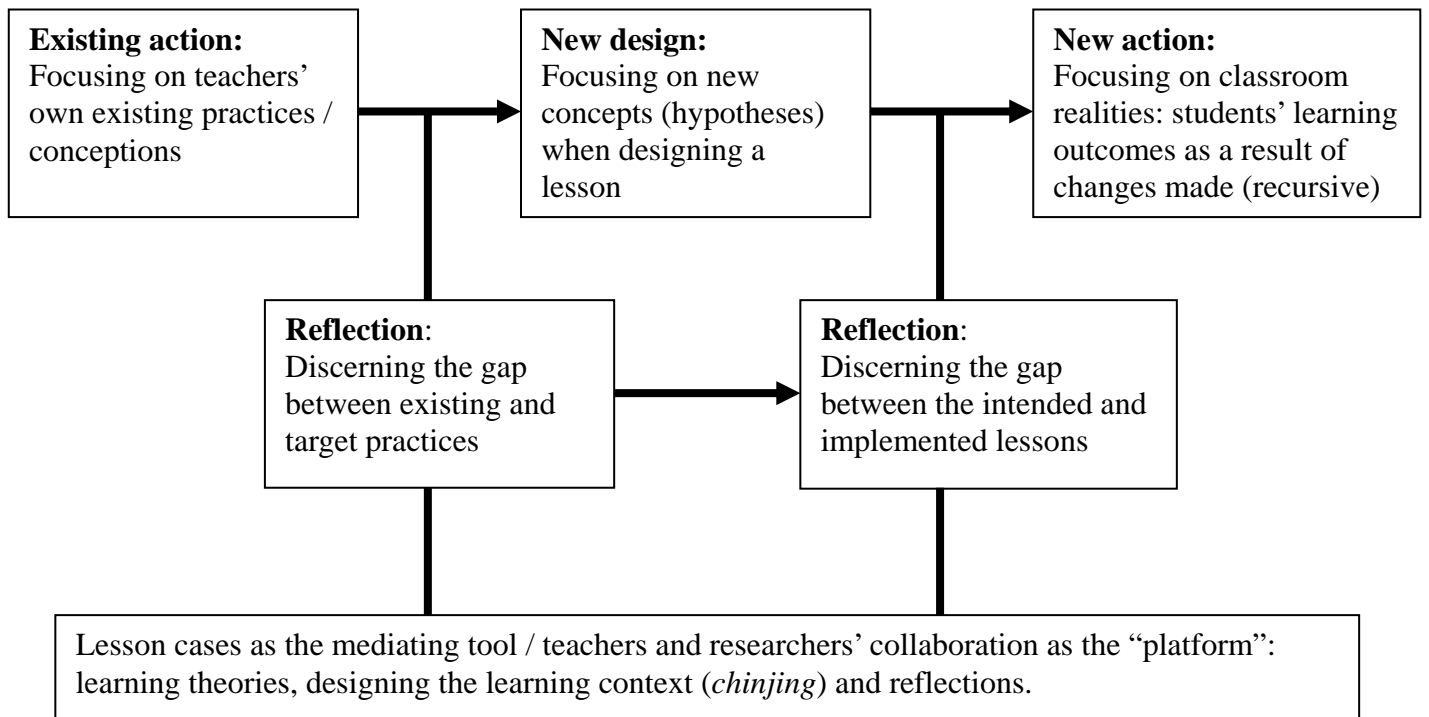 Existing action:
Focusing on teachers’
own existing practices /
conceptions
New design:
Focusing on new
concepts (hypotheses)
when designing a
lesson
New action:
Focusing on classroom
realities: students’ learning
outcomes as a result of
changes made (recursive)
Reflection:
Discerning the gap
between existing and
target practices
Reflection:
Discerning the gap
between the intended and
implemented lessons
Lesson cases as the mediating tool / teachers and researchers’ collaboration as the “platform”:
learning theories, designing the learning context (chinjing) and reflections.